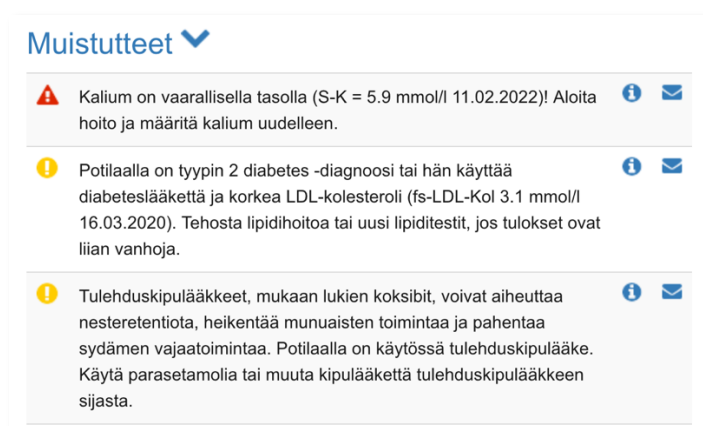 Muistutteet
Kalium on vaarallisella tasolla (S-K = 5.9 mmol/l 11.02.2022)! Aloita
hoito ja määritä kalium uudelleen.
Potilaalla on tyypin 2 diabetes -diagnoosi tai hän käyttää
diabeteslääkettä ja korkea LDL-kolesteroli (fs-LDL-Kol 3.1 mmol/l
16.03.2020). Tehosta lipidihoitoa tai uusi lipiditestit, jos tulokset ovat
liian vanhoja.
Tulehduskipulääkkeet, mukaan lukien koksibit, voivat aiheuttaa
nesteretentiota, heikentää munuaisten toimintaa ja pahentaa
sydämen vajaatoimintaa. Potilaalla on käytössä tulehduskipulääke.
Käytä parasetamolia tai muuta kipulääkettä tulehduskipulääkkeen
sijasta.